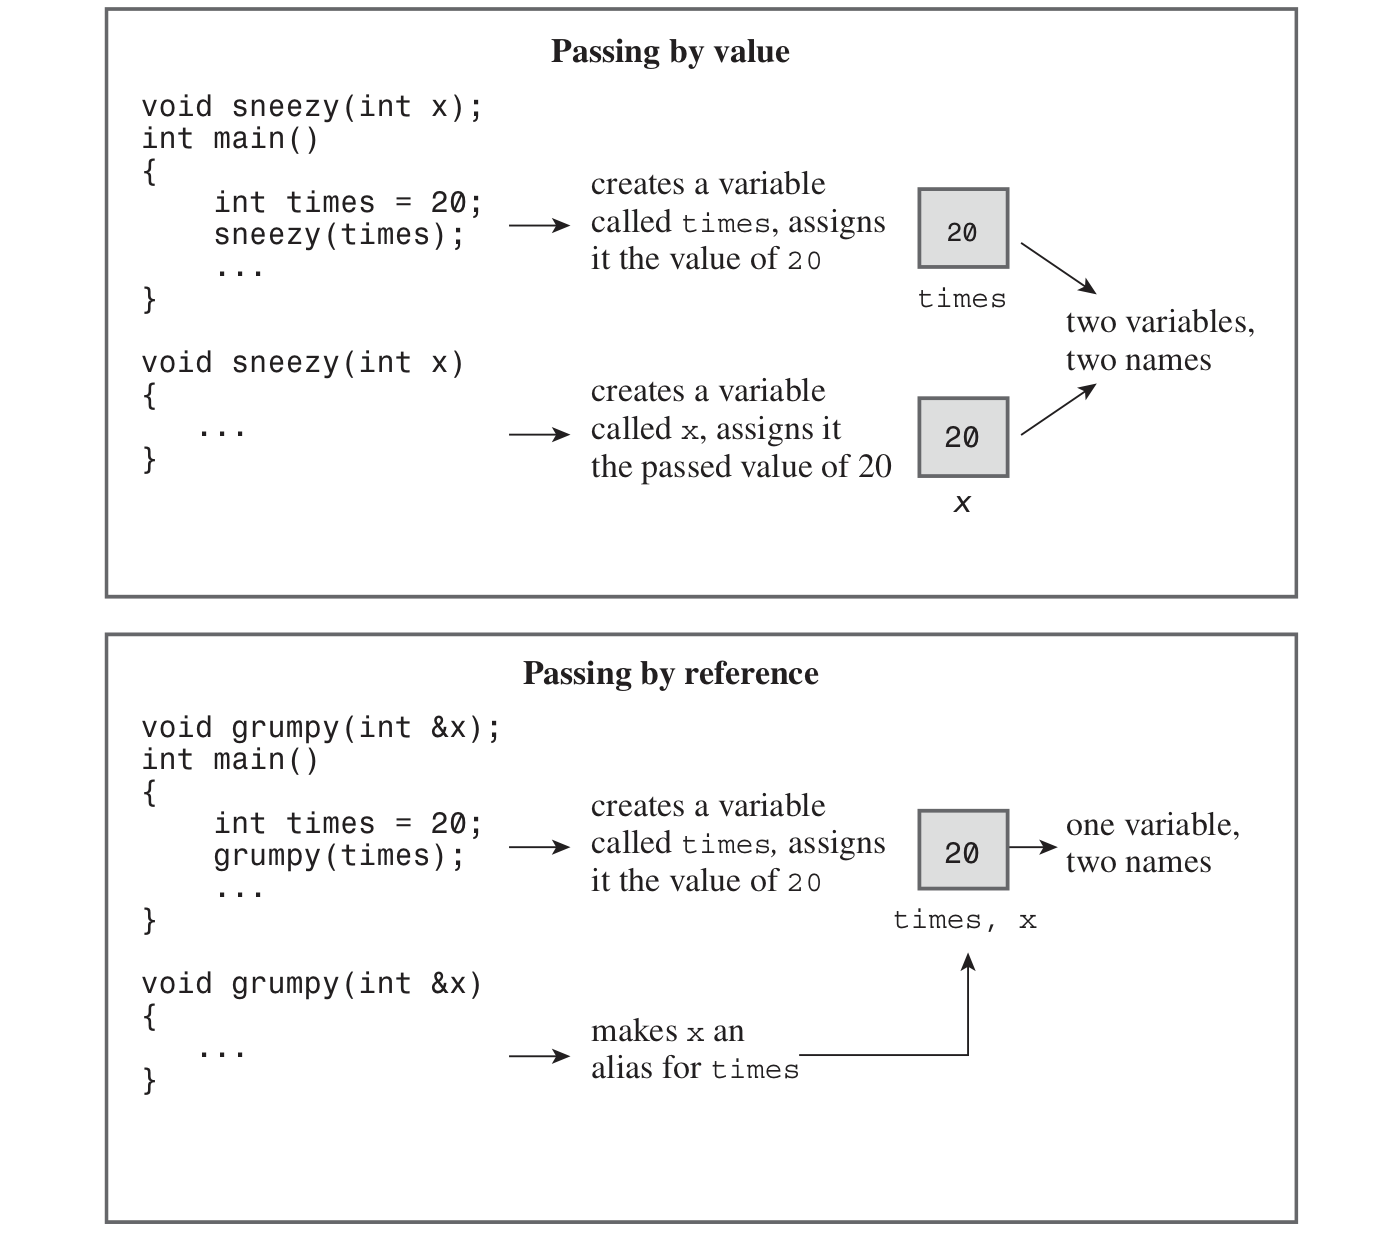 Passing by value
void sneezy(int x);
int main()
{
    int times = 20;
    sneezy(times);
    ...
}
creates a variable
called times, assigns
it the value of 20
20
times
two variables,
two names
void sneezy(int x)
{
   ...
}
creates a variable
called x, assigns it
the passed value of 20
20
x
Passing by reference
void grumpy(int &x);
int main()
{
    int times = 20;
    grumpy(times);
    ...
}
creates a variable
called times, assigns
it the value of 20
20
times, x
one variable,
two names
void grumpy(int &x)
{
   ...
}
makes x an
alias for times